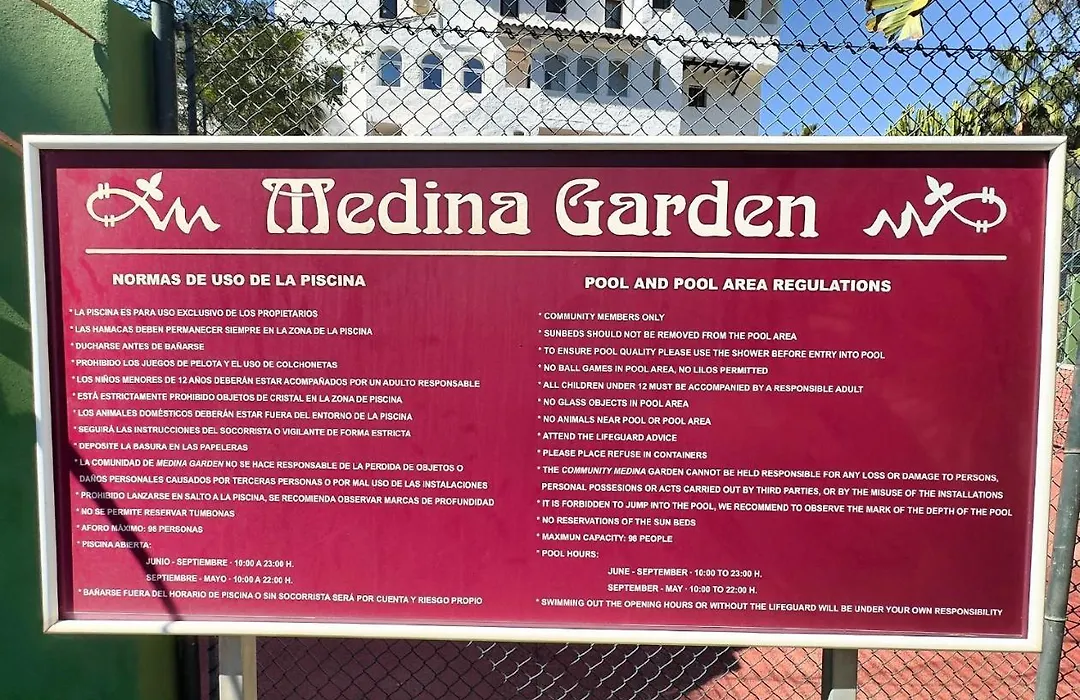 Medina Garden
NORMAS DE USO DE LA PISCINA
* LA PISCINA ES PARA USO EXCLUSIVO DE LOS PROPIETARIOS
* LAS HAMACAS DEBEN PERMANECER SIEMPRE EN LA ZONA DE LA PISCINA
* DUCHARSE ANTES DE BAÑARSE
* PROHIBIDO LOS JUEGOS DE PELOTA Y EL USO DE COLCHONETAS
* LOS NIÑOS MENORES DE 12 AÑOS DEBERÁN ESTAR ACOMPAÑADOS POR UN ADULTO RESPONSABLE
* ESTÁ ESTRICTAMENTE PROHIBIDO OBJETOS DE CRISTAL EN LA ZONA DE PISCINA
* LOS ANIMALES DOMÉSTICOS DEBERÁN ESTAR FUERA DEL ENTORNO DE LA PISCINA
* SEGUIRÁ LAS INSTRUCCIONES DEL SOCORRISTA O VIGILANTE DE FORMA ESTRICTA
* DEPOSITE LA BASURA EN LAS PAPELERAS
* LA COMUNIDAD DE MEDINA GARDEN NO SE HACE RESPONSABLE DE LA PERDIDA DE OBJETOS O
DAÑOS PERSONALES CAUSADOS POR TERCERAS PERSONAS O POR MAL USO DE LAS INSTALACIONES
* PROHIBIDO LANZARSE EN SALTO A LA PISCINA, SE RECOMIENDA OBSERVAR MARCAS DE PROFUNDIDAD
* NO SE PERMITE RESERVAR TUMBONAS
* AFORO MÁXIMO: 98 PERSONAS
* PISCINA ABIERTA:
JUNIO - SEPTIEMBRE · 10:00 A 23:00 H.
SEPTIEMBRE - MAYO · 10:00 A 22:00 H.
* BAÑARSE FUERA DEL HORARIO DE PISCINA O SIN SOCORRISTA SERÁ POR CUENTA Y RIESGO PROPIO
POOL AND POOL AREA REGULATIONS
* COMMUNITY MEMBERS ONLY
* SUNBEDS SHOULD NOT BE REMOVED FROM THE POOL AREA
* TO ENSURE POOL QUALITY PLEASE USE THE SHOWER BEFORE ENTRY INTO POOL
* NO BALL GAMES IN POOL AREA, NO LILOS PERMITTED
* ALL CHILDREN UNDER 12 MUST BE ACCOMPANIED BY A RESPONSIBLE ADULT
* NO GLASS OBJECTS IN POOL AREA
* NO ANIMALS NEAR POOL OR POOL AREA
* ATTEND THE LIFEGUARD ADVICE
* PLEASE PLACE REFUSE IN CONTAINERS
* THE COMMUNITY MEDINA GARDEN CANNOT BE HELD RESPONSIBLE FOR ANY LOSS OR DAMAGE TO PERSONS,
PERSONAL POSSESIONS OR ACTS CARRIED OUT BY THIRD PARTIES, OR BY THE MISUSE OF THE INSTALLATIONS
* IT IS FORBIDDEN TO JUMP INTO THE POOL, WE RECOMMEND TO OBSERVE THE MARK OF THE DEPTH OF THE POOL
* NO RESERVATIONS OF THE SUN BEDS
* MAXIMUN CAPACITY: 98 PEOPLE
* POOL HOURS:
JUNE - SEPTEMBER · 10:00 TO 23:00 H.
SEPTEMBER - MAY · 10:00 TO 22:00 H.
* SWIMMING OUT THE OPENING HOURS OR WITHOUT THE LIFEGUARD WILL BE UNDER YOUR OWN RESPONSIBILITY